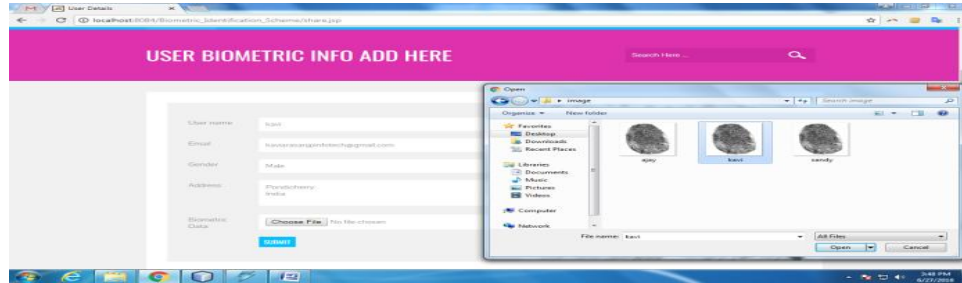 User Details
localhost:8084/Biometric_Identification_Scheme/share.jsp
USER BIOMETRIC INFO ADD HERE
Search Here ...
Open
image
Search image
Organize
New folder
Favorites
Desktop
Downloads
Recent Places
Libraries
Documents
Music
Pictures
Videos
Computer
Network
ajay
kavi
sandy
File name: kavi
All Files
Open
Cancel
User name
kavi
Email
Gender
Male
Address
Pondicherry
India
Biometric
Data
Choose File No file chosen
SUBMIT
3:48 PM
6/27/2018